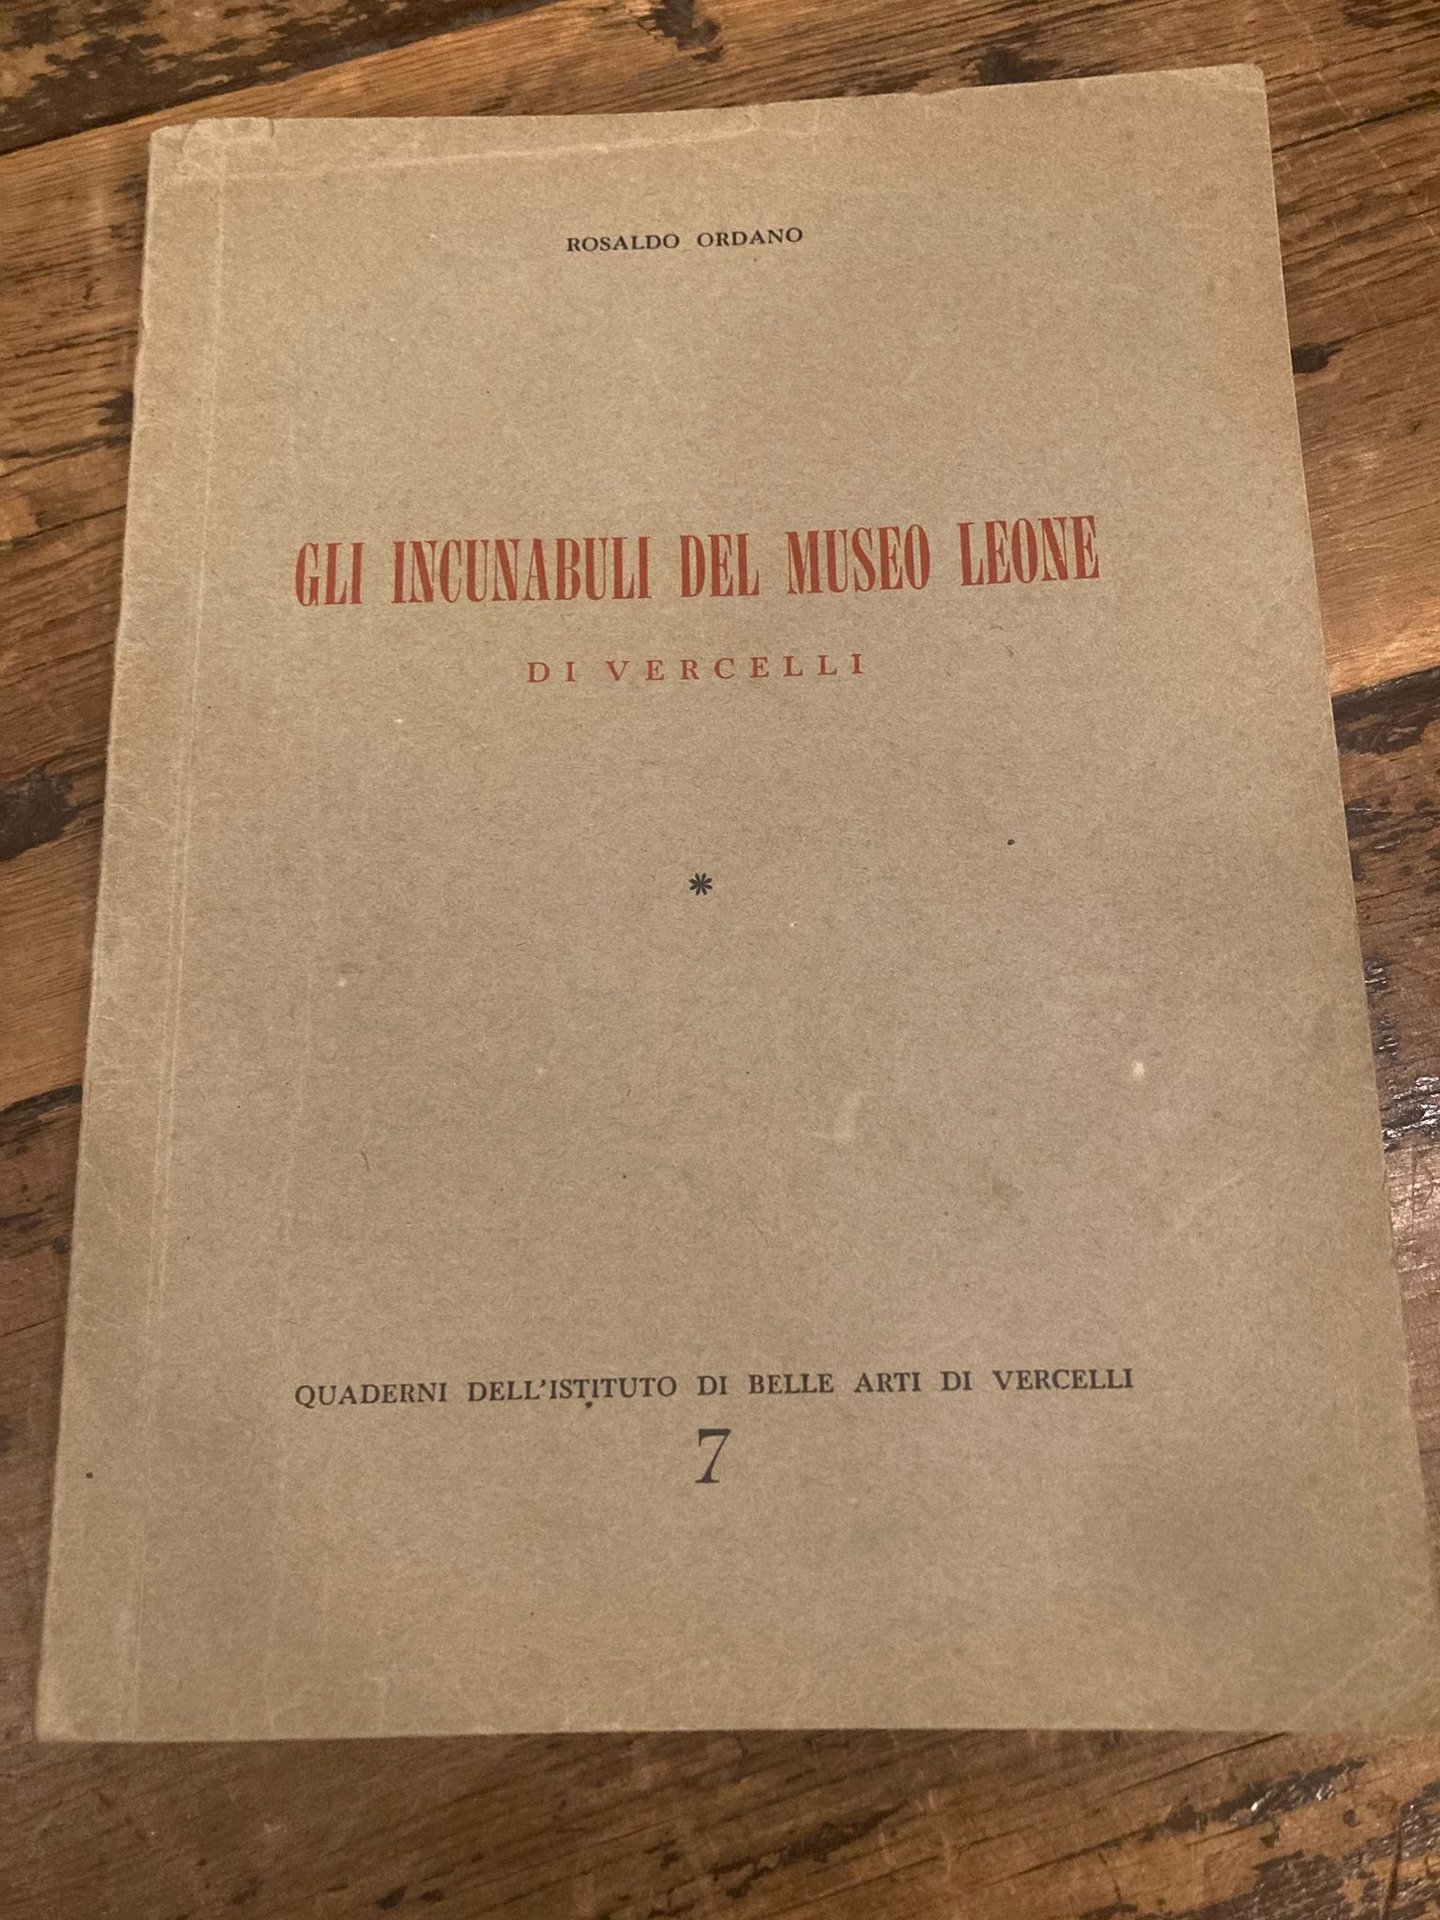 ROSALDO ORDANO
GLI INCUNABULI DEL MUSEO LEONE
DI VERCELLI
*
QUADERNI DELL'ISTITUTO DI BELLE ARTI DI VERCELLI
7